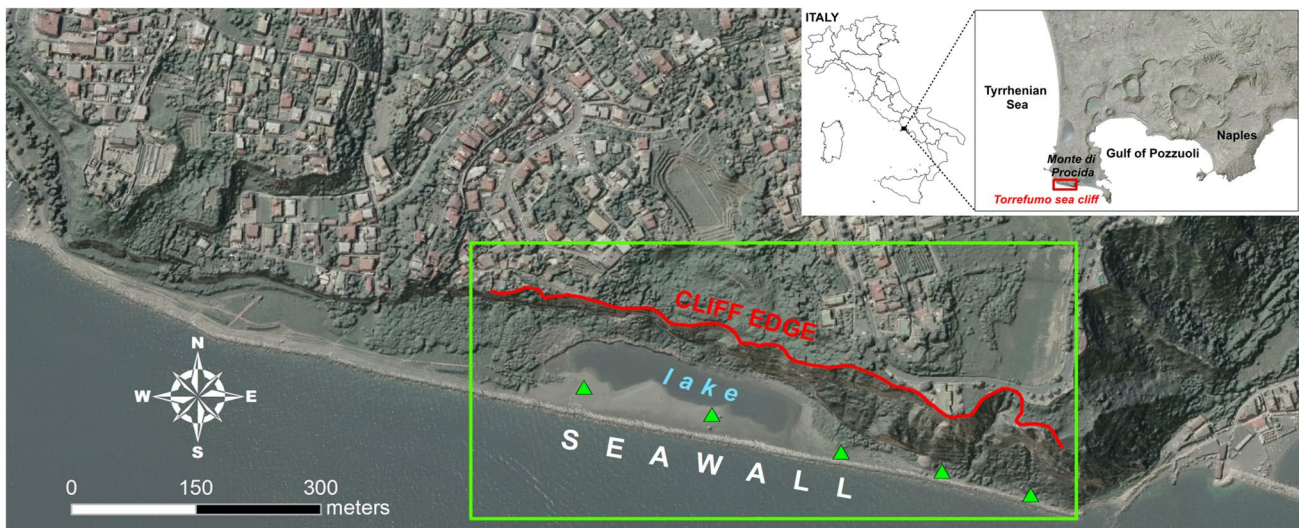 ITALY
Tyrrhenian
Sea
Naples
Gulf of Pozzuoli
Monte di
Procida
Torrefumo sea cliff
CLIFF EDGE
lake
SEAWALL
N
W E
S
0 150 300
meters